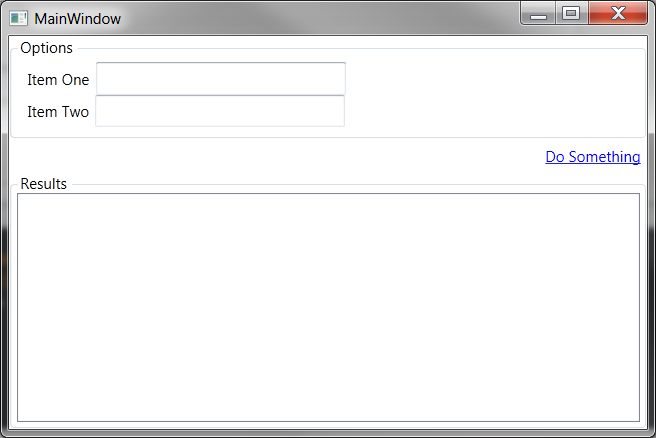 MainWindow
Options
Item One
Item Two
Do Something
Results